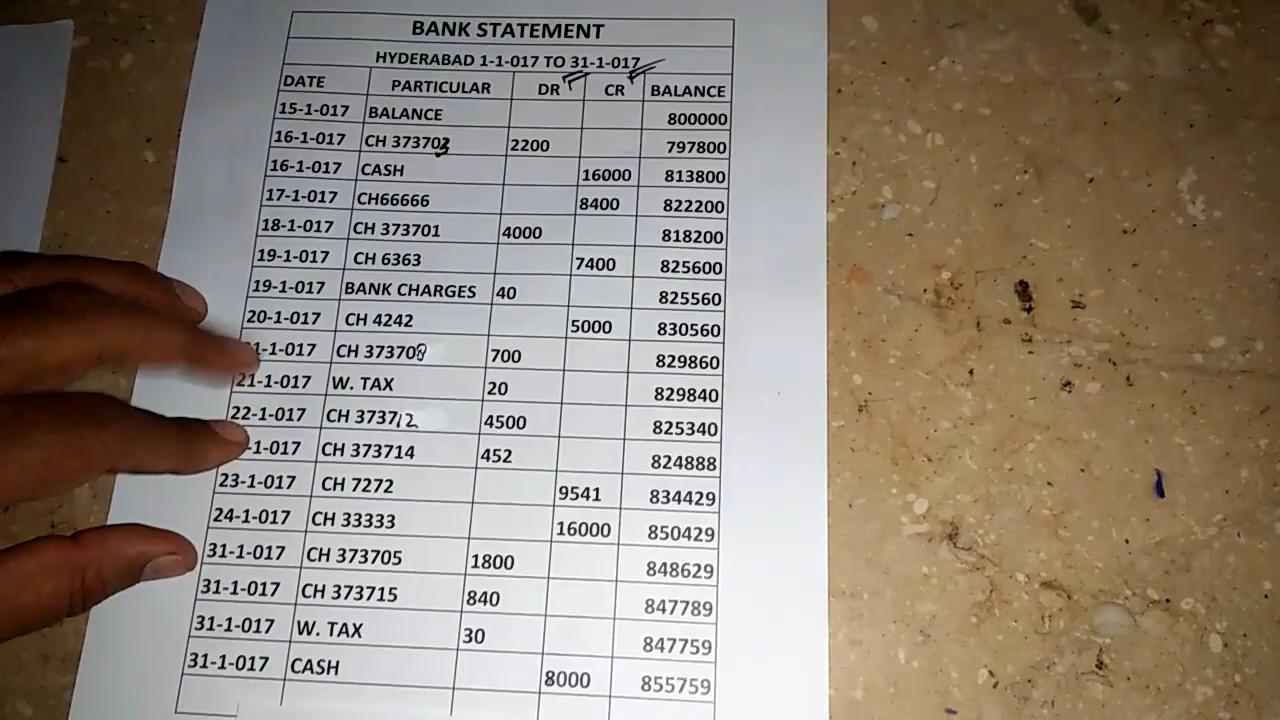 BANK STATEMENT
HYDERABAD 1-1-017 TO 31-1-017
DATE PARTICULAR DR CR BALANCE
15-1-017 BALANCE 800000
16-1-017 CH 373703 2200 797800
16-1-017 CASH 16000 813800
17-1-017 CH66666 8400 822200
18-1-017 CH 373701 4000 818200
19-1-017 CH 6363 7400 825600
19-1-017 BANK CHARGES 40 825560
20-1-017 CH 4242 5000 830560
1-1-017 CH 373708 700 829860
21-1-017 W. TAX 20 829840
22-1-017 CH 373712 4500 825340
-1-017 CH 373714 452 824888
23-1-017 CH 7272 9541 834429
24-1-017 CH 33333 16000 850429
31-1-017 CH 373705 1800 848629
31-1-017 CH 373715 840 847789
31-1-017 W. TAX 30 847759
31-1-017 CASH 8000 855759